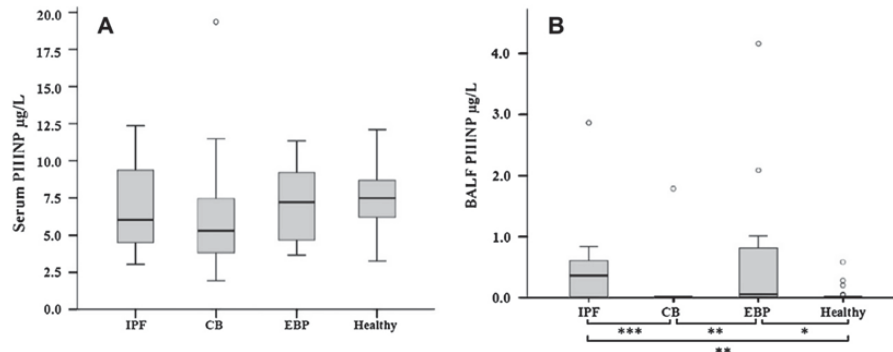 A
Serum PIIINP µg/L
20.0
17.5
15.0
12.5
10.0
7.5
5.0
2.5
0.0
IPF CB EBP Healthy
B
BALF PIIINP µg/L
4.0
3.0
2.0
1.0
0.0
IPF CB EBP Healthy
*** ** *
**